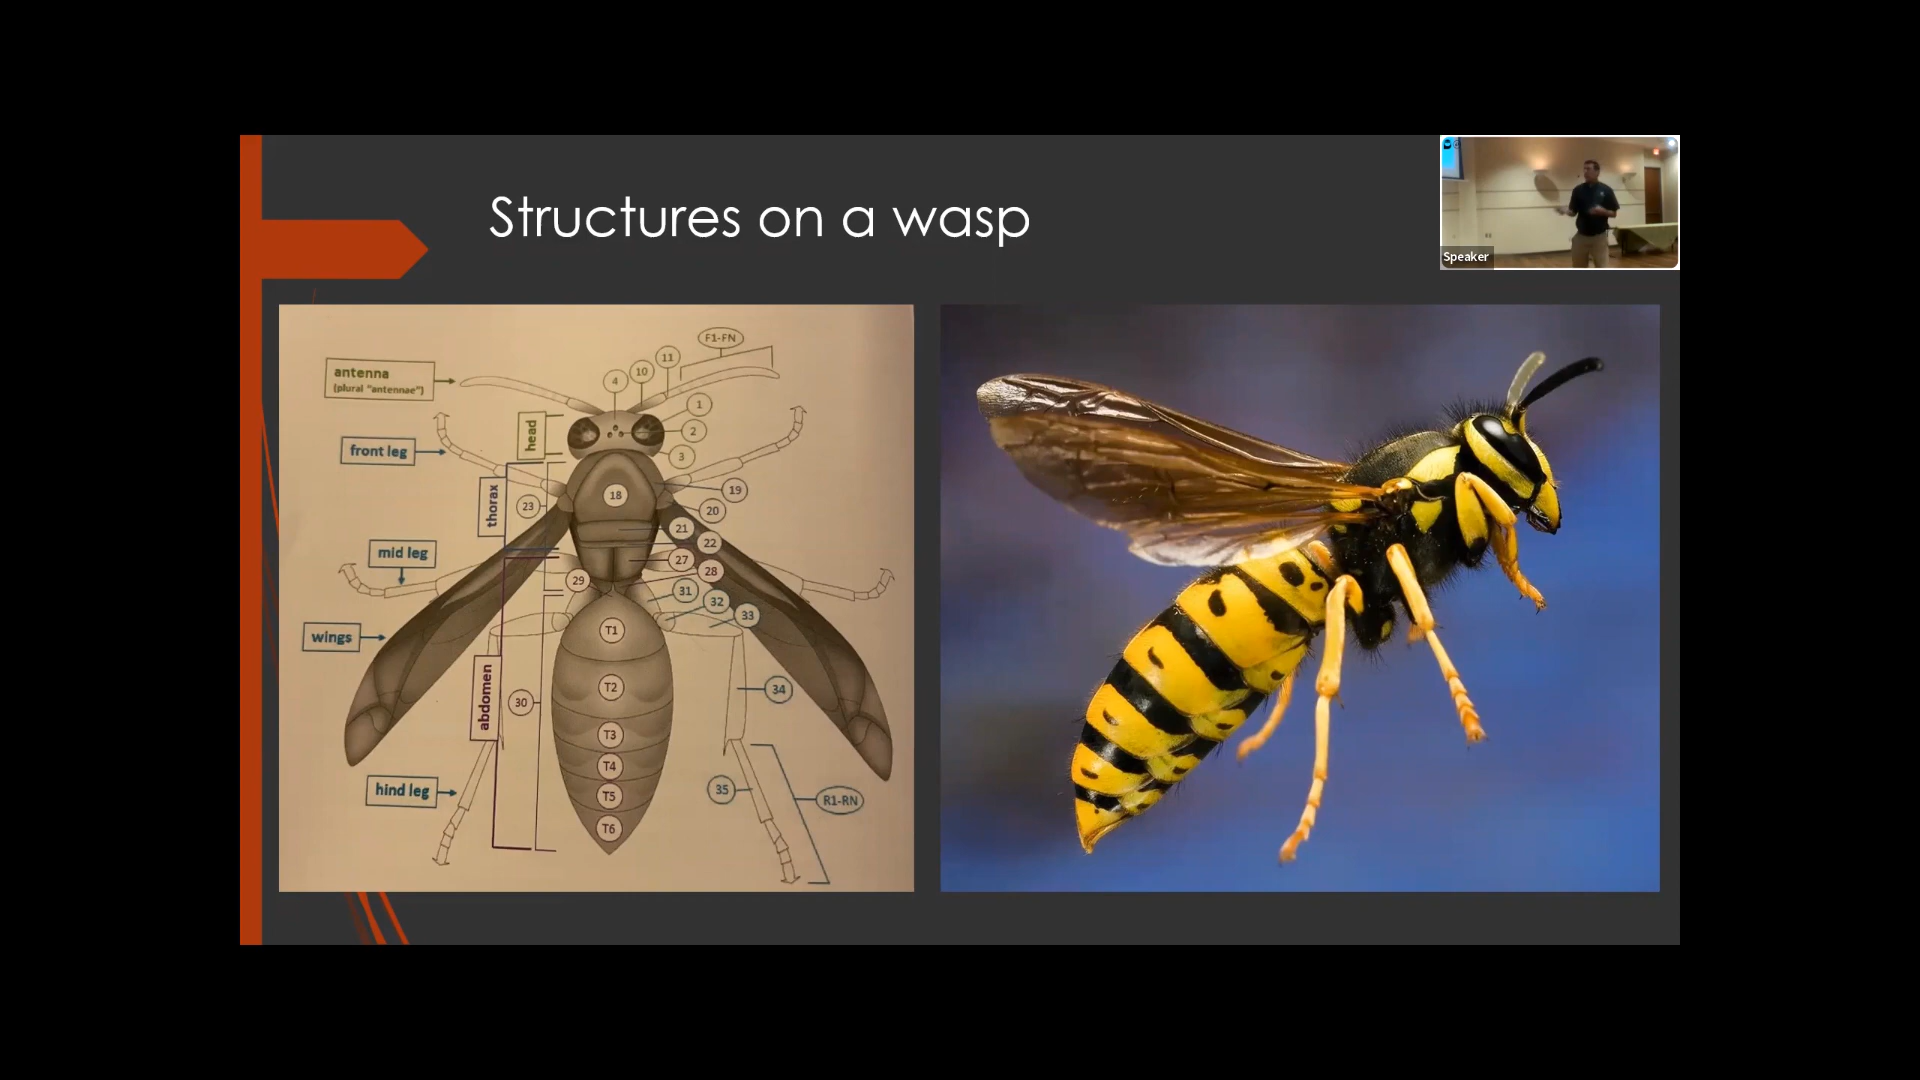 Structures on a wasp
Speaker
F1-FN
11
10
4
antenna
(plural "antennae")
1
head
2
front leg
3
thorax
18
19
23
20
21
22
mid leg
27
28
29
31
32
33
T1
wings
abdomen
T2
34
30
T3
T4
hind leg
35
T5
R1-RN
T6